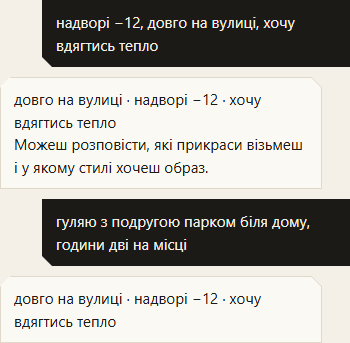 надворі −12, довго на вулиці, хочу
вдягтись тепло
довго на вулиці · надворі −12 · хочу
вдягтись тепло
Можеш розповісти, які прикраси візьмеш
і у якому стилі хочеш образ.
гуляю з подругою парком біля дому,
години дві на місці
довго на вулиці · надворі −12 · хочу
вдягтись тепло